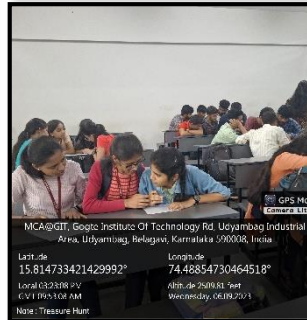 GPS Ma
Camera Lit
MCA@GIT, Gogte Institute Of Technology Rd, Udyambag Industrial
Area, Udyambag, Belagavi, Karnataka 590008, India
Latitude
15.814733421429992°
Longitude
74.48854730464518°
Local 03:23:08 PM
GMT 09:53:08 AM
Altitude 2509.81 feet
Wednesday, 06.09.2023
Note : Treasure Hunt